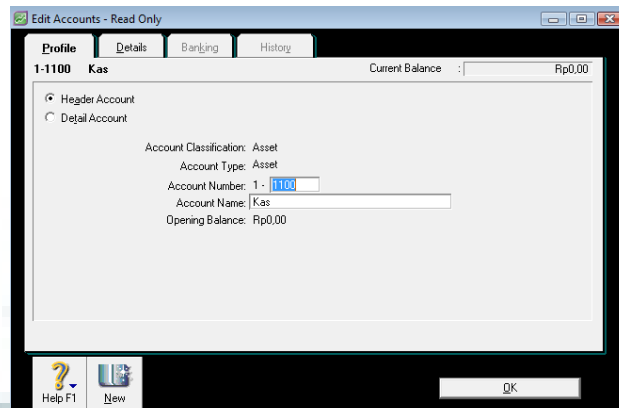 Edit Accounts - Read Only
Profile Details Banking History
1-1100 Kas Current Balance : Rp0,00
Header Account
Detail Account
Account Classification: Asset
Account Type: Asset
Account Number: 1 - 1100
Account Name: Kas
Opening Balance: Rp0,00
Help F1 New OK